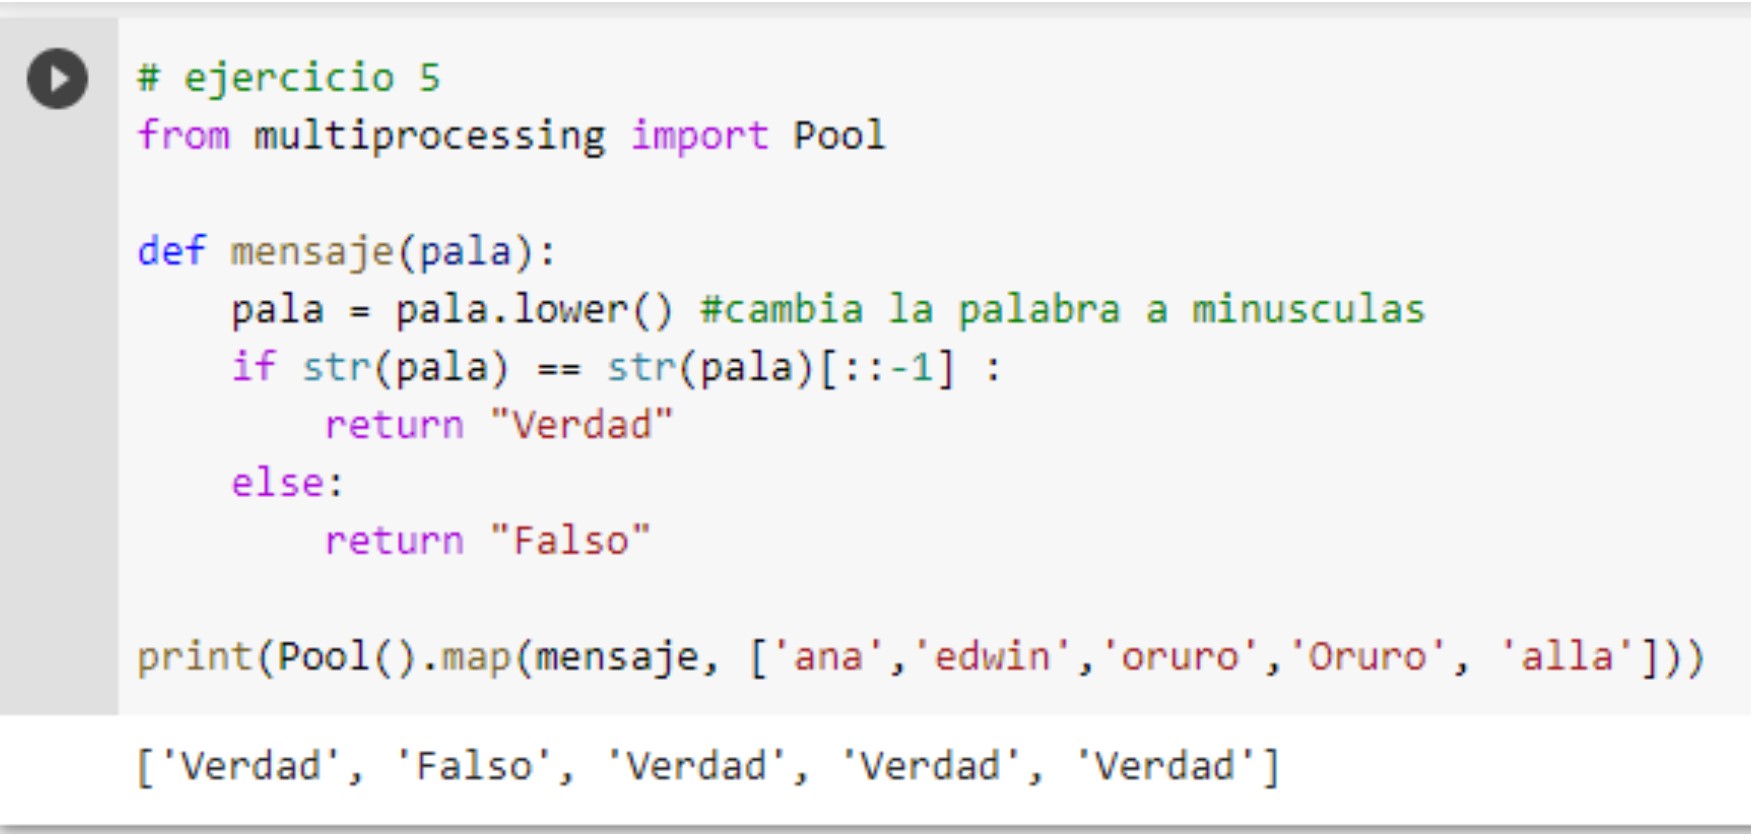 # ejercicio 5
from multiprocessing import Pool
def mensaje(pala):
    pala = pala.lower() #cambia la palabra a minusculas
    if str(pala) == str(pala)[::-1] :
        return "Verdad"
    else:
        return "Falso"
print(Pool().map(mensaje, ['ana','edwin','oruro','Oruro', 'alla']))
['Verdad', 'Falso', 'Verdad', 'Verdad', 'Verdad']